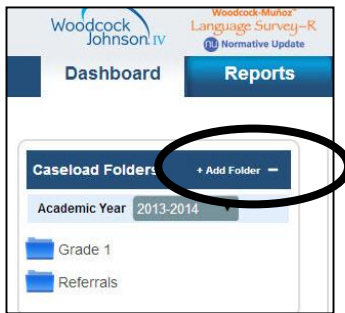 Woodcock
Johnson IV
Woodcock-Muñoz
Language Survey–R
nu Normative Update
Dashboard
Reports
Caseload Folders + Add Folder –
Academic Year 2013-2014
Grade 1
Referrals